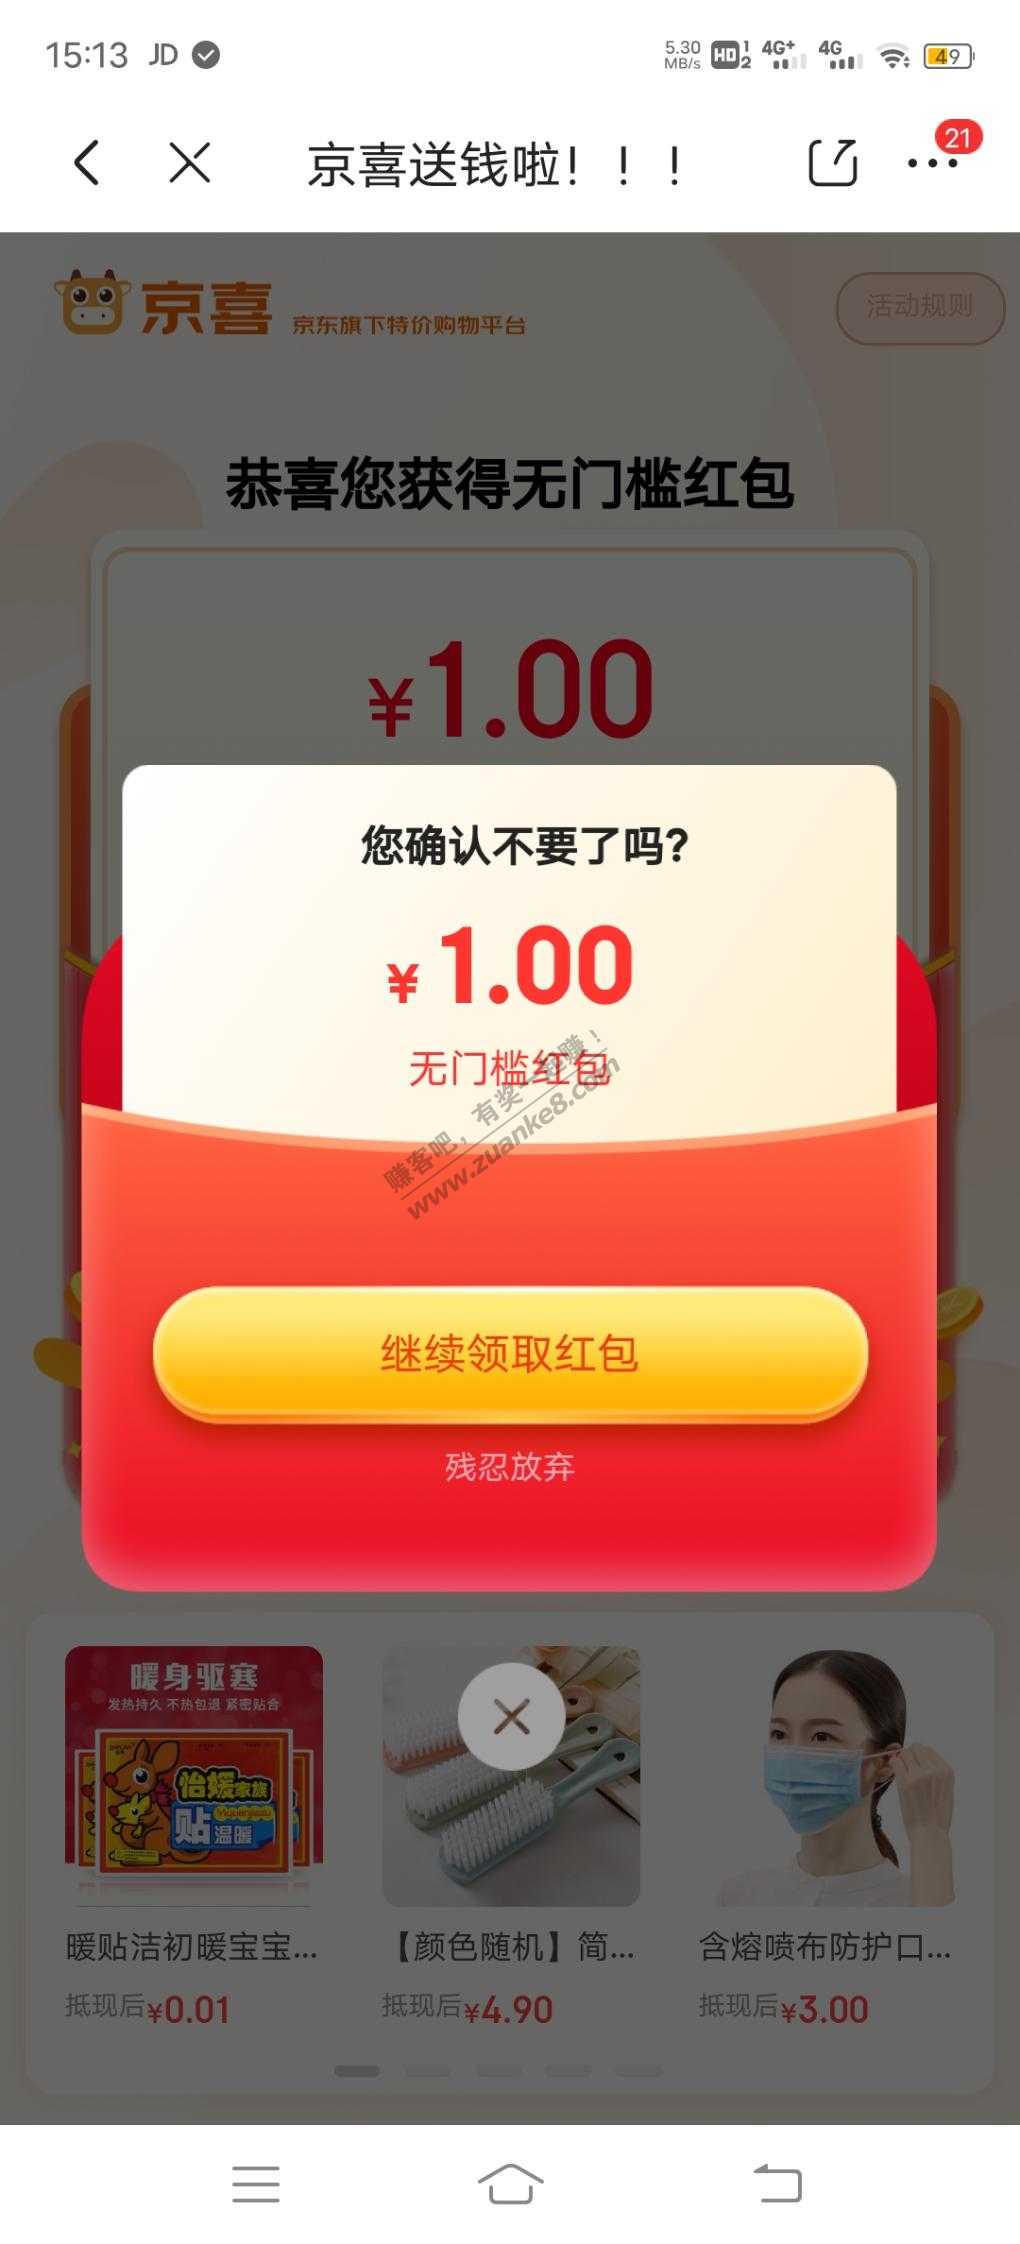 15:13 JD
5.30 MB/s HD 1 2 4G+ 4G 49
京喜送钱啦！！！
21
京喜 京东旗下特价购物平台
活动规则
恭喜您获得无门槛红包
¥1.00
您确认不要了吗?
¥1.00
无门槛红包
赚客吧，有奖一起赚！
www.zuanke8.com
继续领取红包
残忍放弃
暖身驱寒
发热持久 不热包退 紧密贴合
怡媛家族
Yiyuanjiazu
贴温暖
暖贴洁初暖宝宝...
抵现后¥0.01
【颜色随机】简...
抵现后¥4.90
含熔喷布防护口...
抵现后¥3.00